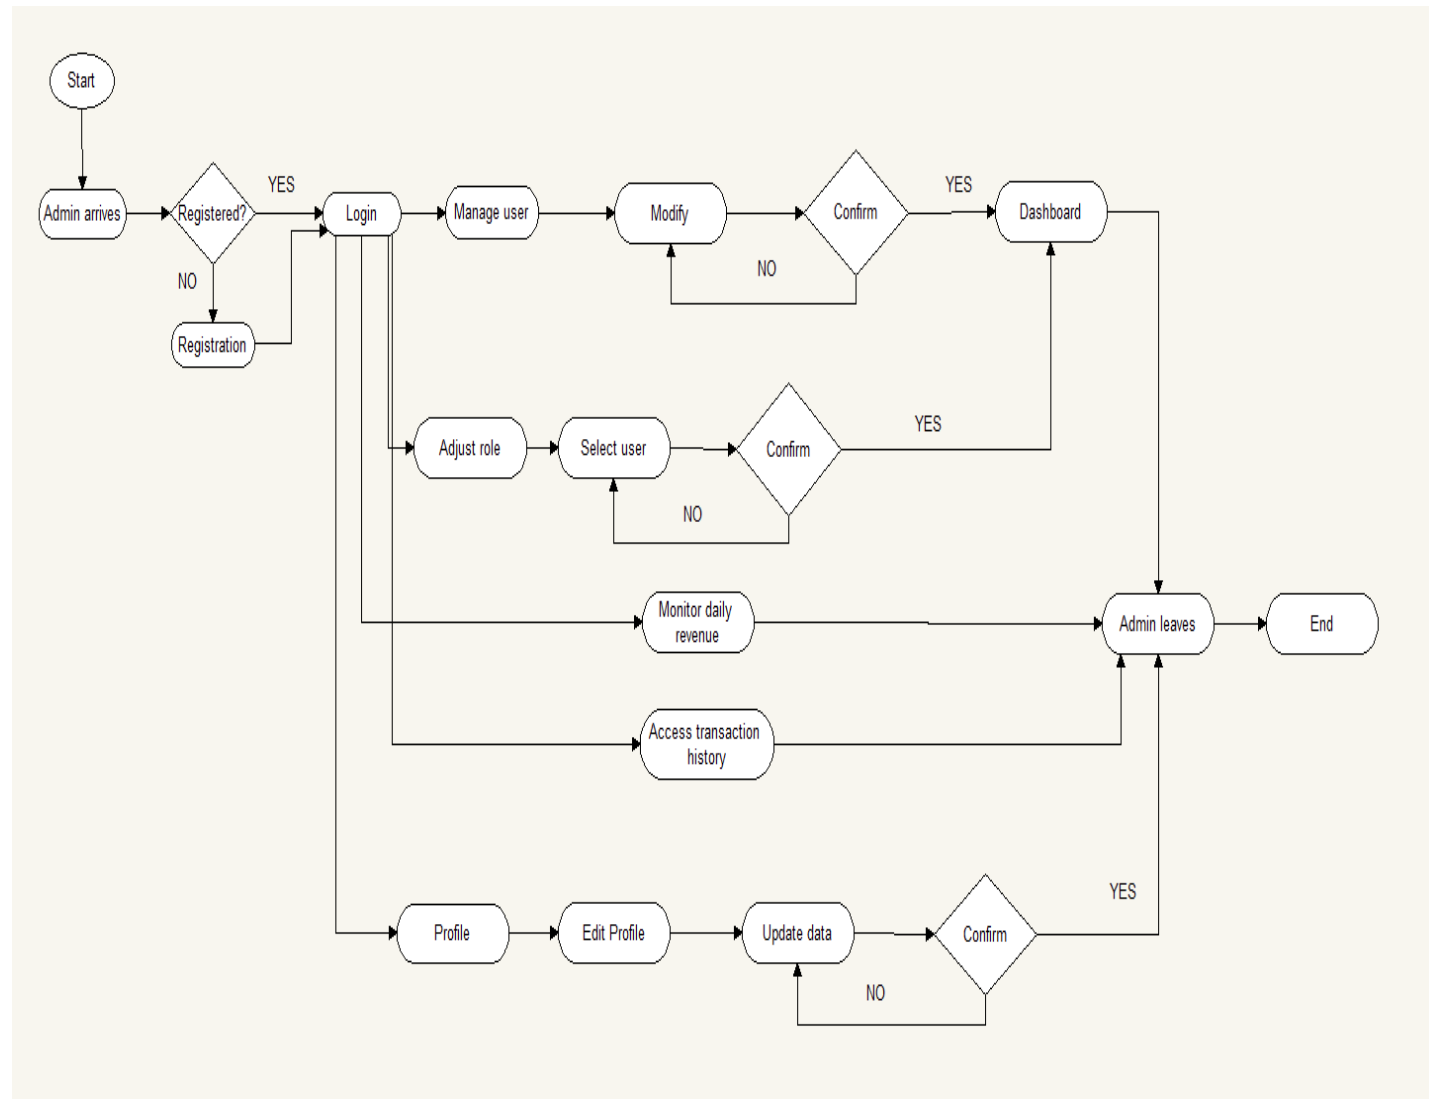 Start
Admin arrives
Registered?
YES
NO
Registration
Login
Manage user
Modify
Confirm
NO
YES
Dashboard
Adjust role
Select user
Confirm
NO
YES
Monitor daily
revenue
Access transaction
history
Admin leaves
End
Profile
Edit Profile
Update data
Confirm
NO
YES